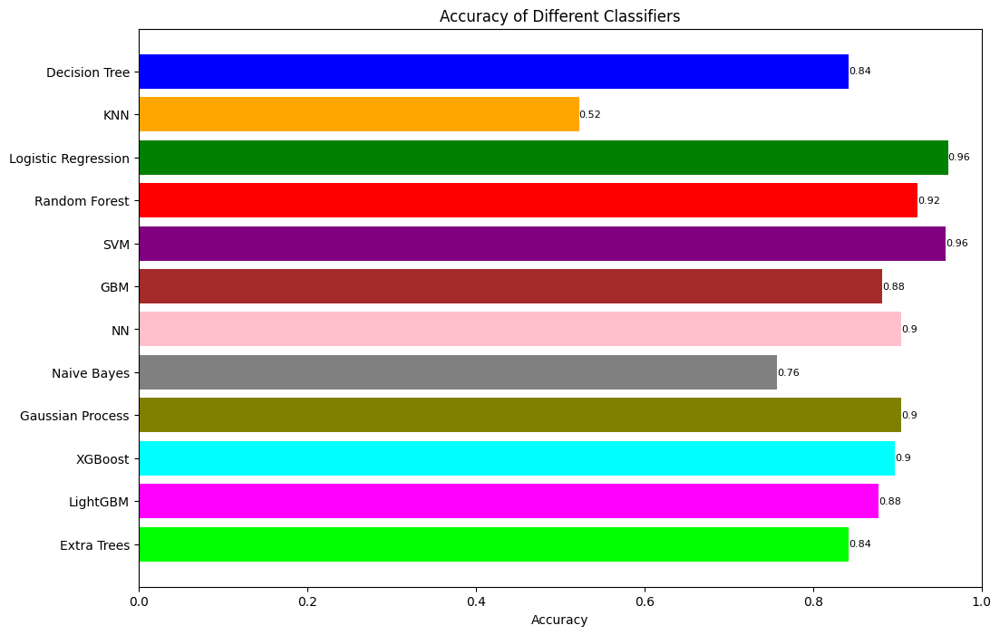 Accuracy of Different Classifiers
Decision Tree 0.84
KNN 0.52
Logistic Regression 0.96
Random Forest 0.92
SVM 0.96
GBM 0.88
NN 0.9
Naive Bayes 0.76
Gaussian Process 0.9
XGBoost 0.9
LightGBM 0.88
Extra Trees 0.84
0.0 0.2 0.4 0.6 0.8 1.0
Accuracy